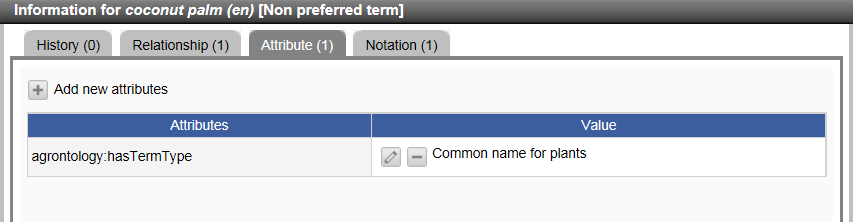 Information for coconut palm (en) [Non preferred term]
History (0) Relationship (1) Attribute (1) Notation (1)
Add new attributes
Attributes Value
agrontology:hasTermType Common name for plants